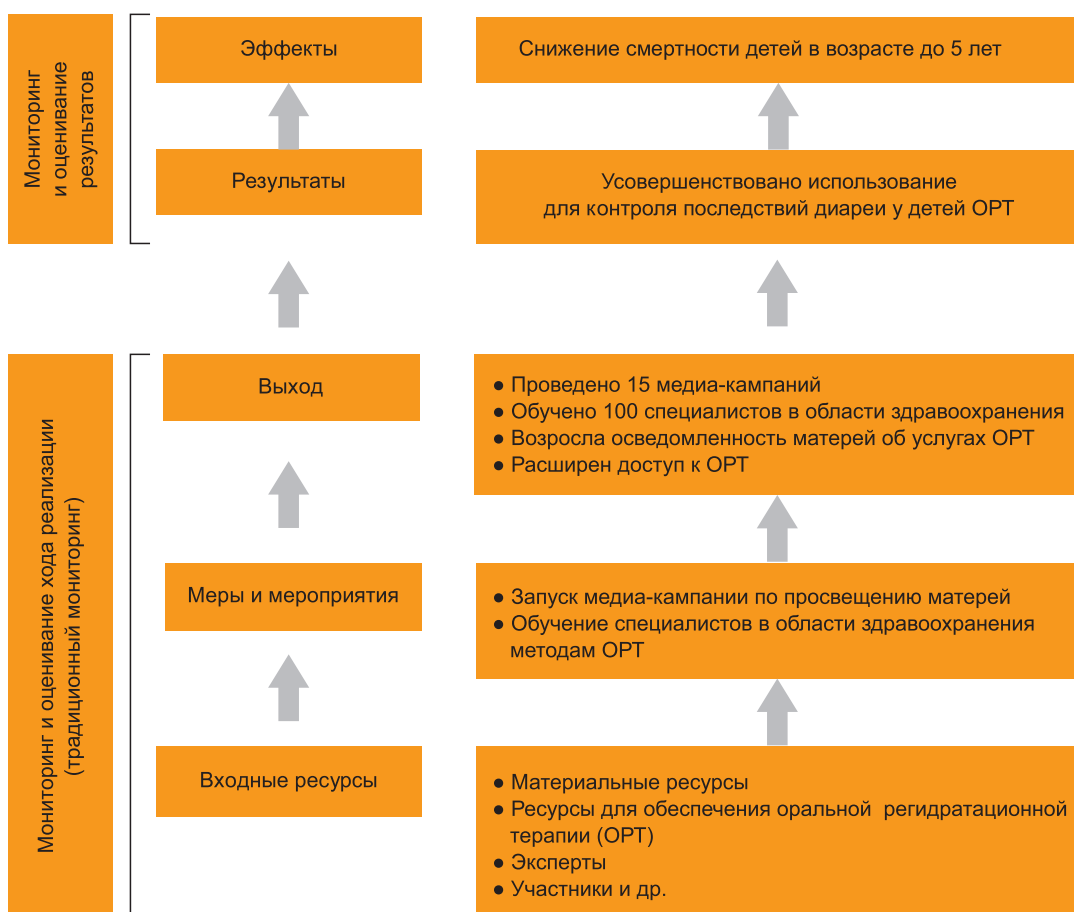 Мониторинг
и оценивание
результатов
Эффекты
Снижение смертности детей в возрасте до 5 лет
Результаты
Усовершенствовано использование
для контроля последствий диареи у детей ОРТ
Мониторинг и оценивание хода реализации
(традиционный мониторинг)
Выход
● Проведено 15 медиа-кампаний
● Обучено 100 специалистов в области здравоохранения
● Возросла осведомленность матерей об услугах ОРТ
● Расширен доступ к ОРТ
Меры и мероприятия
● Запуск медиа-кампании по просвещению матерей
● Обучение специалистов в области здравоохранения
методам ОРТ
Входные ресурсы
● Материальные ресурсы
● Ресурсы для обеспечения оральной регидратационной
терапии (ОРТ)
● Эксперты
● Участники и др.